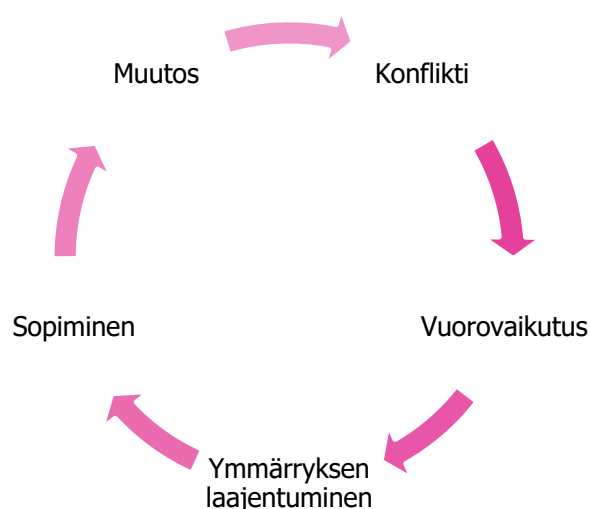 Muutos
Konflikti
Vuorovaikutus
Ymmärryksen
laajentuminen
Sopiminen